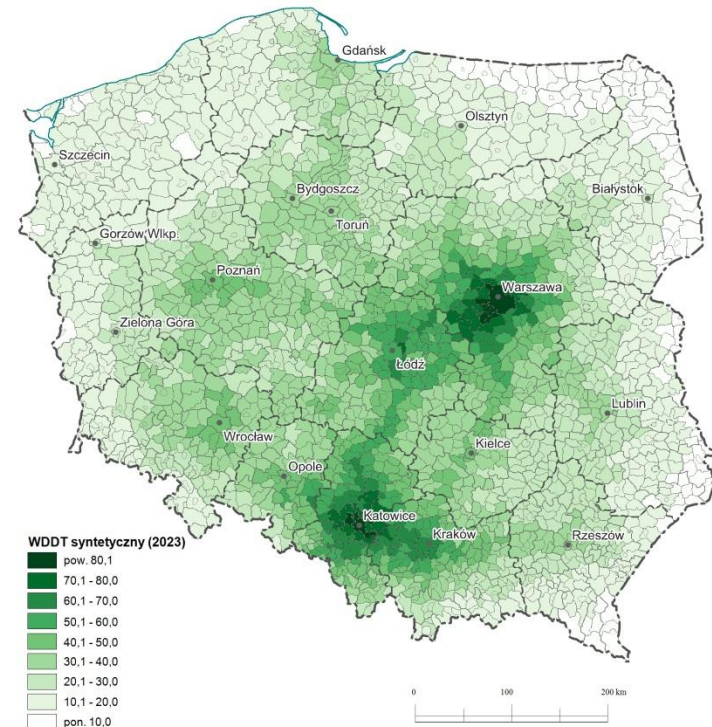 Gdańsk
Olsztyn
Szczecin
Bydgoszcz
Białystok
Toruń
Gorzów Wlkp.
Poznań
Warszawa
Zielona Góra
Łódź
Lublin
Wrocław
Kielce
Opole
Katowice
Kraków
Rzeszów
WDDT syntetyczny (2023)
pow. 80,1
70,1 - 80,0
60,1 - 70,0
50,1 - 60,0
40,1 - 50,0
30,1 - 40,0
20,1 - 30,0
10,1 - 20,0
pon. 10,0
0 100 200 km